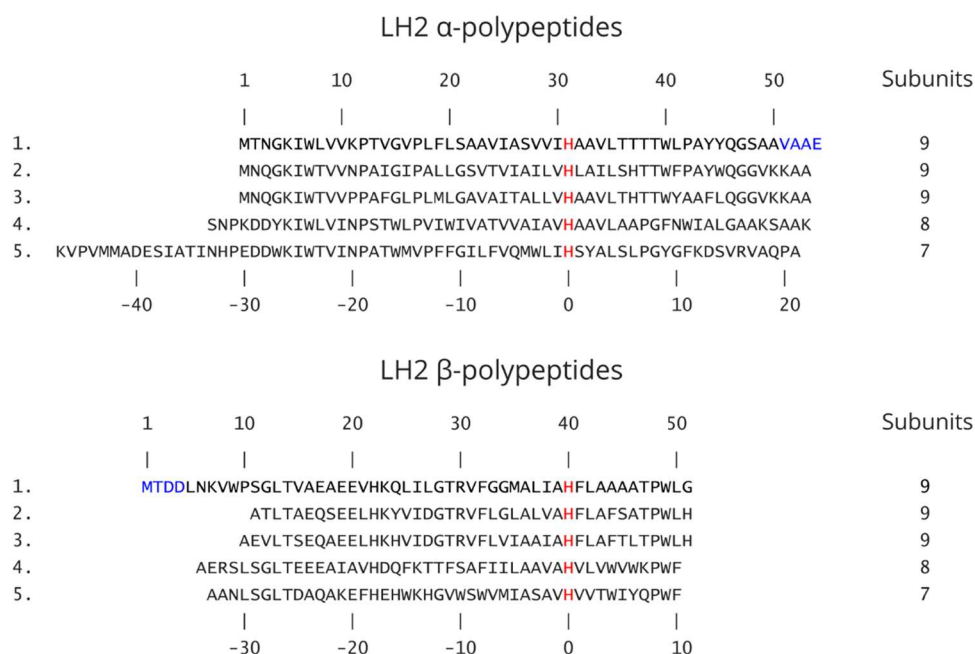 LH2 α-polypeptides
1 10 20 30 40 50 Subunits
1. MTNGKIWLVVKPTVGVPLFLSAAVIASVVIHAAVLTTTTWLPAYYQGSAAVAAE 9
2. MNQGKIWTVVNPAIGIPALLGSVTVIAILVHLAILSHTTWFPAYWQGGVKKAA 9
3. MNQGKIWTVVPPAFGLPLMLGAVAITALLVHAAVLTHTTWYAAFLQGGVKKAA 9
4. SNPKDDYKIWLVINPSTWLPVIWIVATVVAIAVHAAVLAAPGFNWIALGAAKSAAK 8
5. KVPVMMADESIATINHPEDDWKIWTVINPATWMVPFFGILFVQMWLIHSYALSLPGYGFKDSVRVAQPA 7
-40 -30 -20 -10 0 10 20
LH2 β-polypeptides
1 10 20 30 40 50 Subunits
1. MTDDLNKVWPSGLTVAEAEEVHKQLILGTRVFGGMALIAHFLAAAATPWLG 9
2. ATLTAEQSEELHKYVIDGTRVFLGLALVAHFLAFSATPWLH 9
3. AEVLTSEQAEELHKHVIDGTRVFLVIAAIAHFLAFTLTPWLH 9
4. AERSLSGLTEEEAIAVHDQFKTTFSAFIILAAVAHVLVWVWKPWF 8
5. AANLSGLTDAQAKEFHEHWKHGVWSWVMIASAVHVVTWIYQPWF 7
-30 -20 -10 0 10